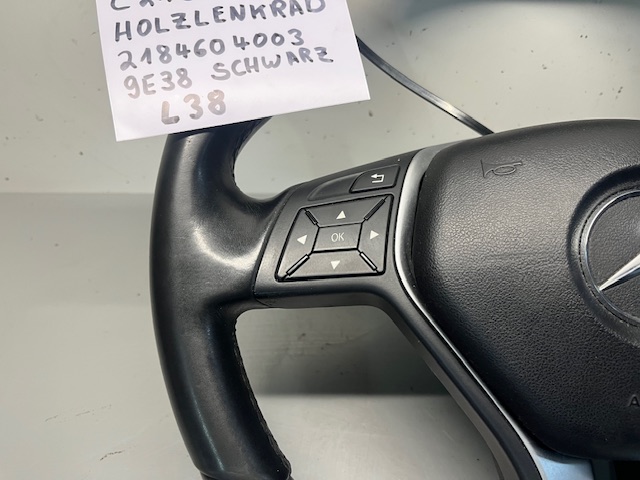 HOLZLENKRAD
2184604003
9E38 SCHWARZ
L38
OK